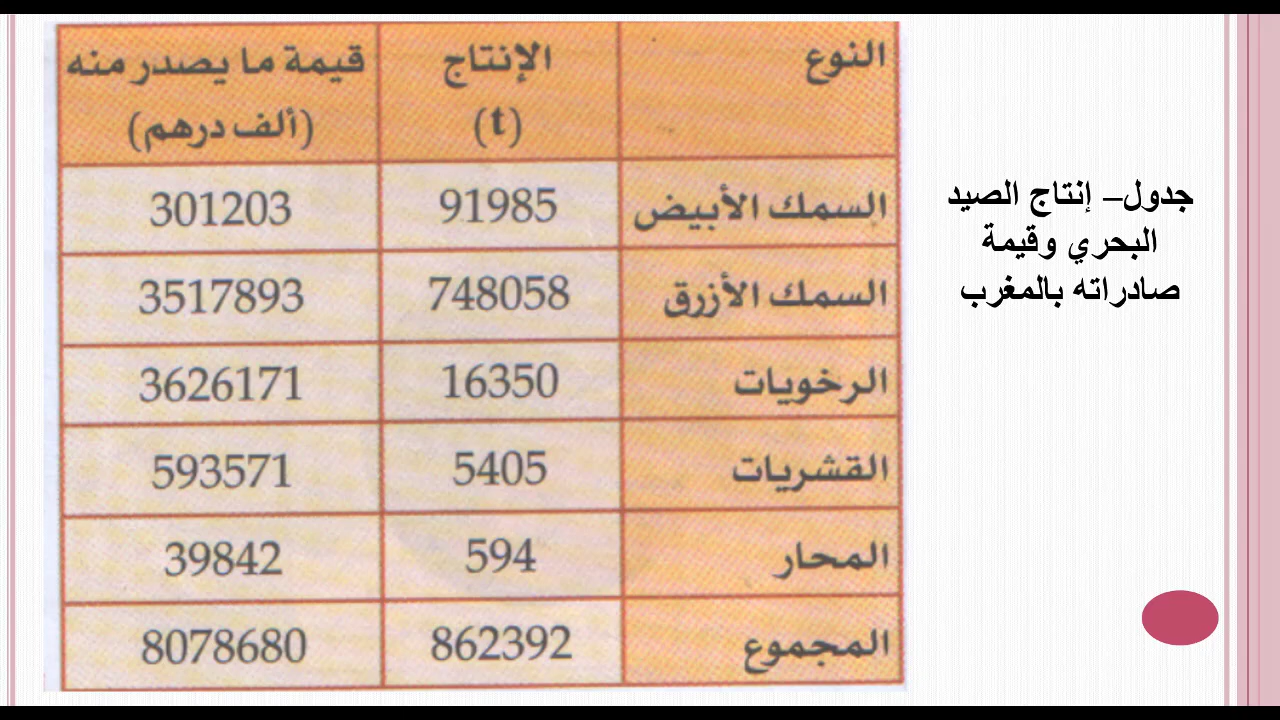 جدول– إنتاج الصيد
البحري وقيمة
صادراته بالمغرب
النوع الإنتاج (t) قيمة ما يصدر منه (ألف درهم)
السمك الأبيض 91985 301203
السمك الأزرق 748058 3517893
الرخويات 16350 3626171
القشريات 5405 593571
المحار 594 39842
المجموع 862392 8078680